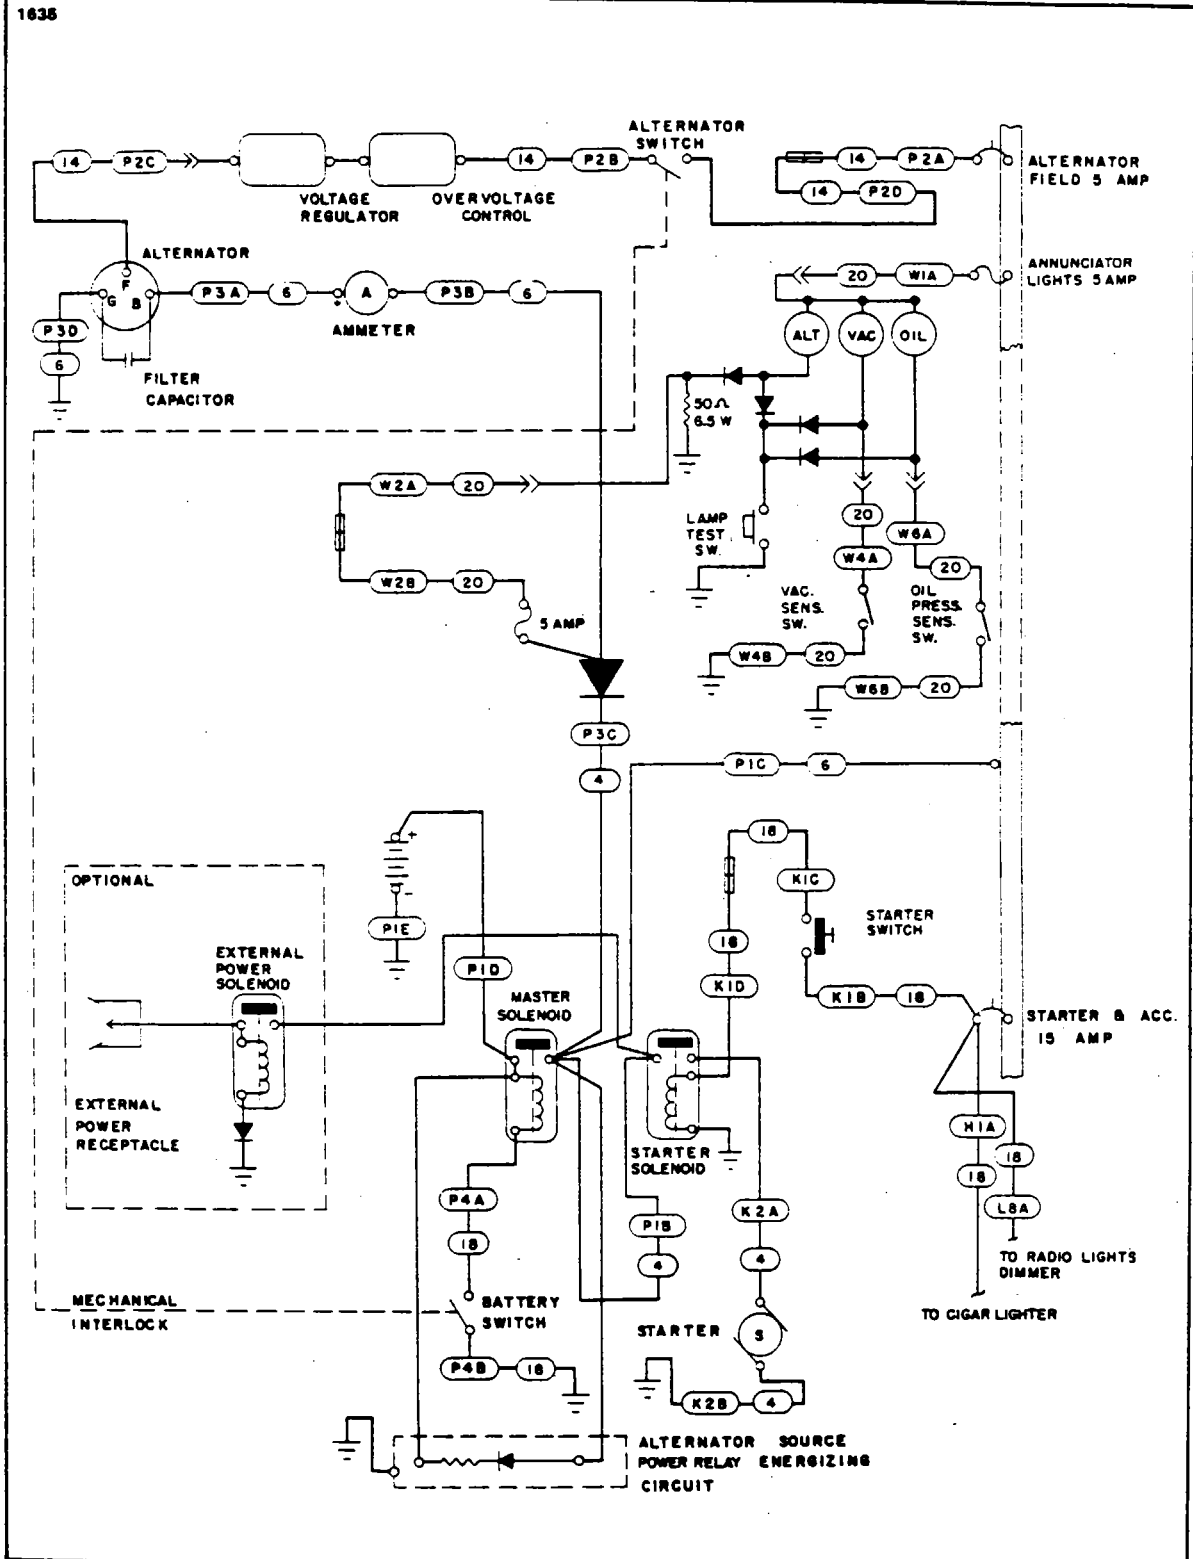 1635
ALTERNATOR
SWITCH
14
P2C
VOLTAGE
REGULATOR
OVERVOLTAGE
CONTROL
14
P2B
14
P2A
14
P2D
ALTERNATOR
FIELD 5 AMP
ALTERNATOR
F
G
B
P3A
6
+
A
AMMETER
P3B
6
P3D
6
FILTER
CAPACITOR
20
W1A
ANNUNCIATOR
LIGHTS 5 AMP
ALT
VAC
OIL
50Ω
6.5 W
W2A
20
W2B
20
5 AMP
LAMP
TEST
SW.
20
W4A
W6A
20
VAC.
SENS.
SW.
OIL
PRESS.
SENS.
SW.
W4B
20
W6B
20
P3C
4
P1C
6
+
-
P1E
P1D
18
K1C
STARTER
SWITCH
18
K1D
K1B
18
STARTER & ACC.
15 AMP
OPTIONAL
EXTERNAL
POWER
SOLENOID
EXTERNAL
POWER
RECEPTACLE
MASTER
SOLENOID
STARTER
SOLENOID
H1A
18
18
L8A
TO RADIO LIGHTS
DIMMER
TO CIGAR LIGHTER
P4A
18
P1B
4
K2A
4
MECHANICAL
INTERLOCK
BATTERY
SWITCH
STARTER
S
P4B
18
K2B
4
ALTERNATOR SOURCE
POWER RELAY ENERGIZING
CIRCUIT